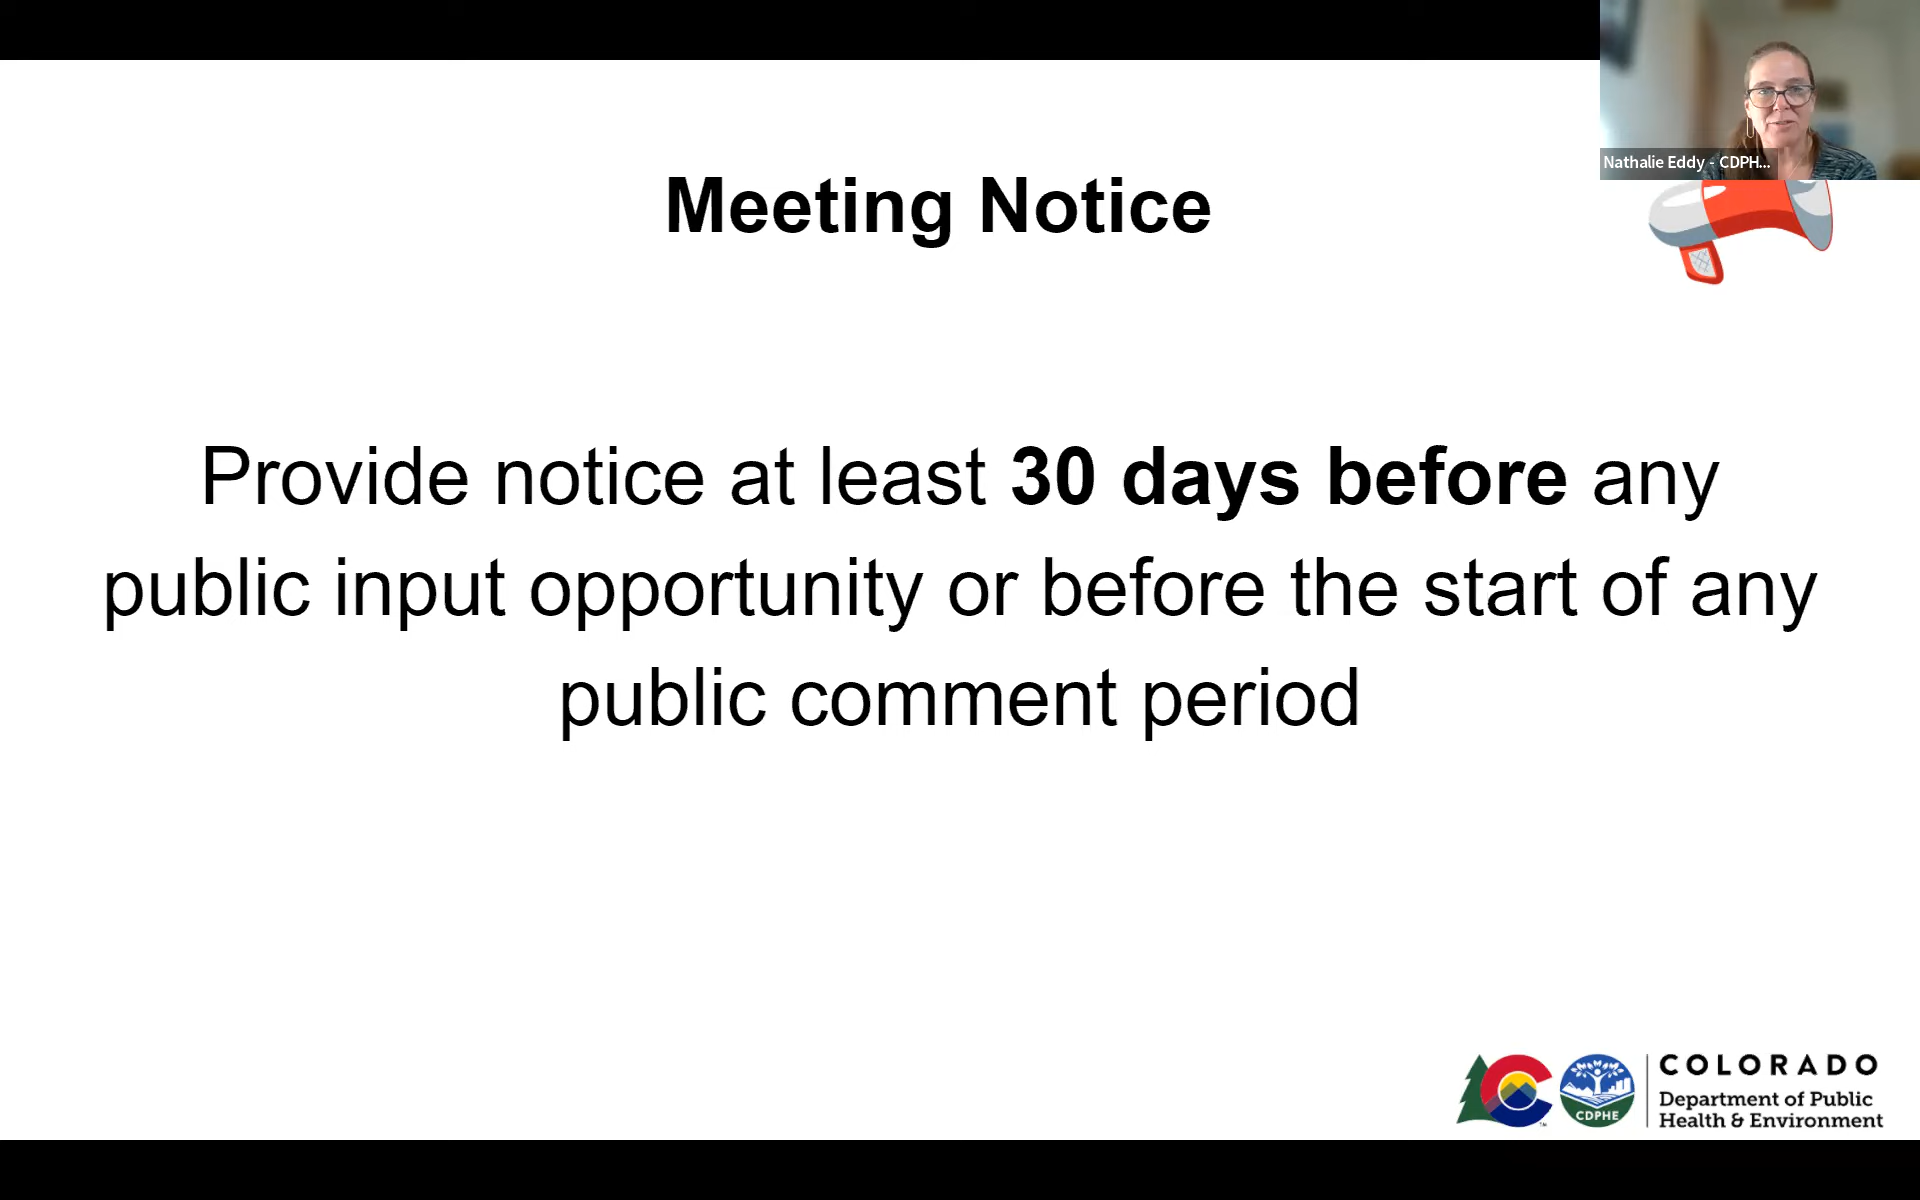 Nathalie Eddy - CDPH...
Meeting Notice
Provide notice at least 30 days before any
public input opportunity or before the start of any
public comment period
CDPHE
TM
COLORADO
Department of Public
Health & Environment